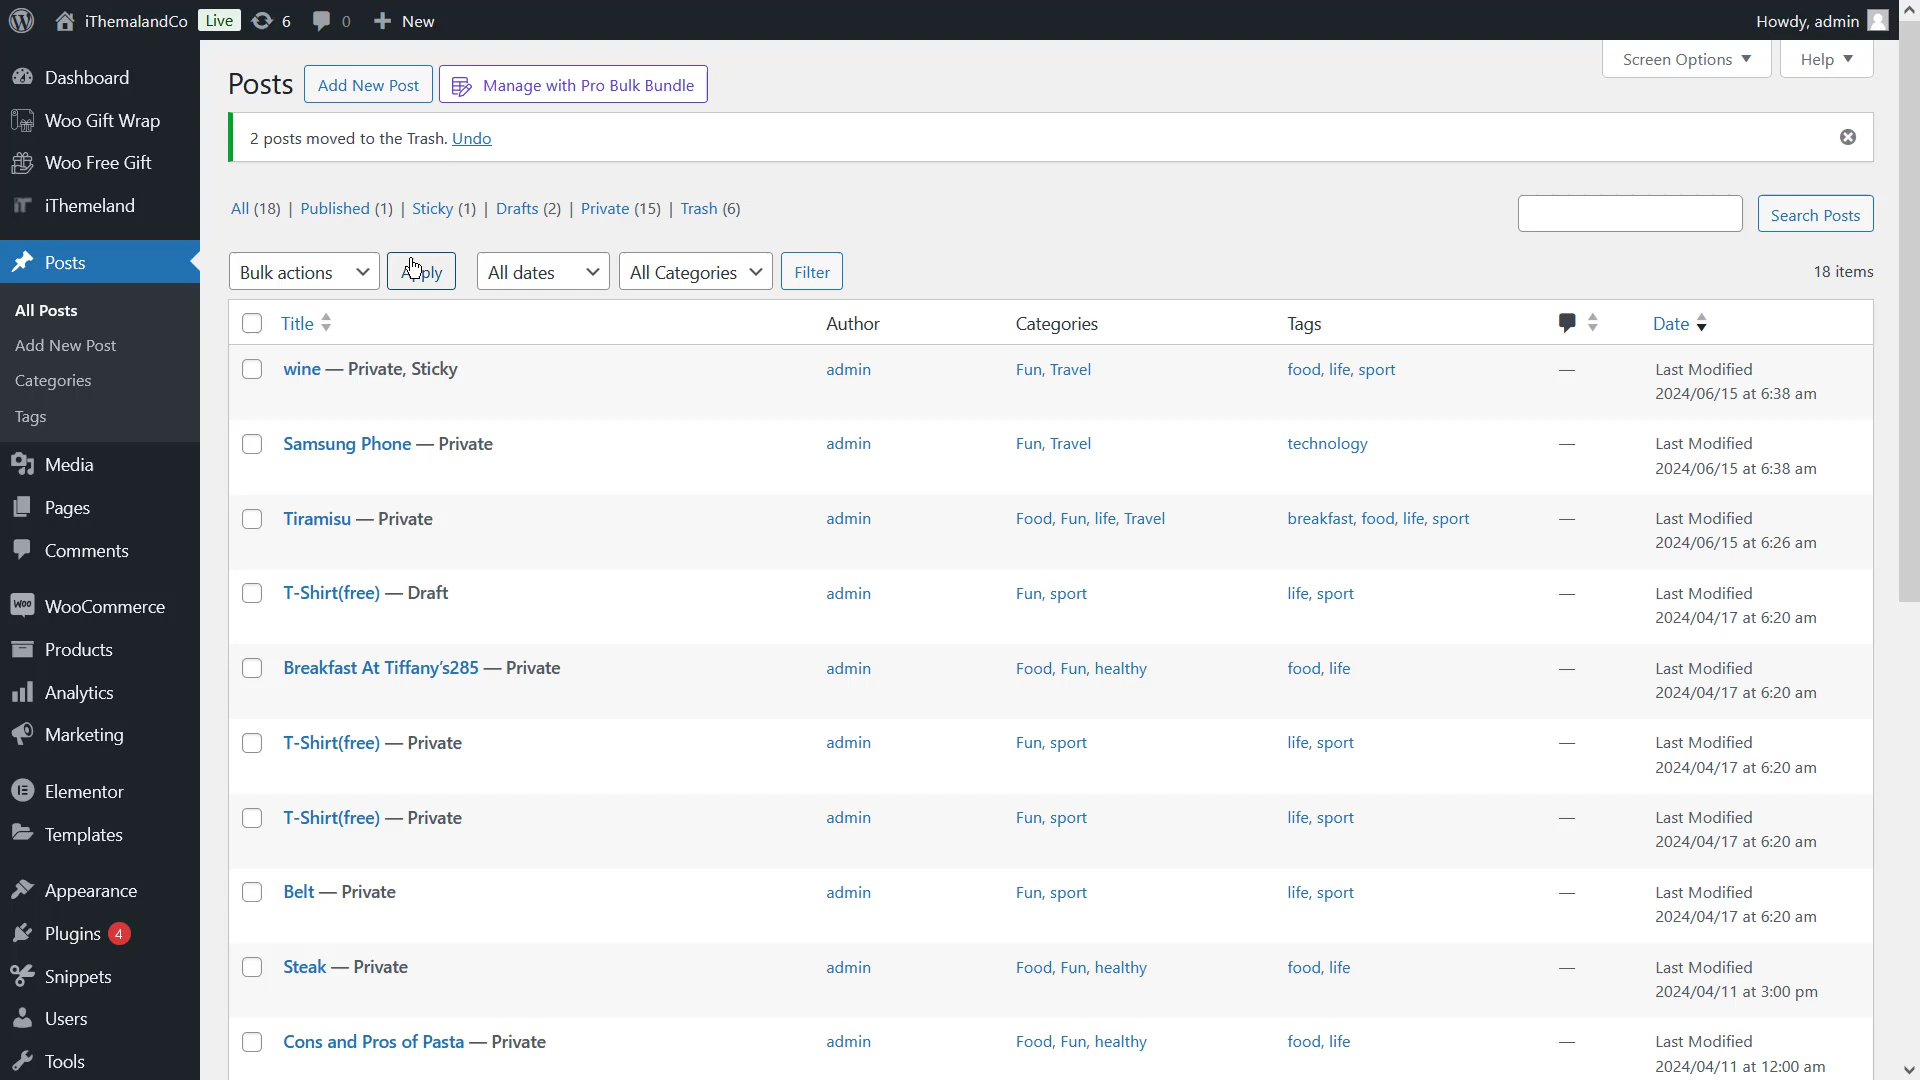 iThemalandCo Live 6 0 New Howdy, admin
Dashboard
Woo Gift Wrap
Woo Free Gift
iThemeland
Posts
All Posts
Add New Post
Categories
Tags
Media
Pages
Comments
WooCommerce
Products
Analytics
Marketing
Elementor
Templates
Appearance
Plugins 4
Snippets
Users
Tools
Screen Options Help
Posts Add New Post Manage with Pro Bulk Bundle
2 posts moved to the Trash. Undo
All (18) | Published (1) | Sticky (1) | Drafts (2) | Private (15) | Trash (6)
Search Posts
Bulk actions Apply All dates All Categories Filter 18 items
Title Author Categories Tags Date
wine — Private, Sticky admin Fun, Travel food, life, sport — Last Modified
2024/06/15 at 6:38 am
Samsung Phone — Private admin Fun, Travel technology — Last Modified
2024/06/15 at 6:38 am
Tiramisu — Private admin Food, Fun, life, Travel breakfast, food, life, sport — Last Modified
2024/06/15 at 6:26 am
T-Shirt(free) — Draft admin Fun, sport life, sport — Last Modified
2024/04/17 at 6:20 am
Breakfast At Tiffany's285 — Private admin Food, Fun, healthy food, life — Last Modified
2024/04/17 at 6:20 am
T-Shirt(free) — Private admin Fun, sport life, sport — Last Modified
2024/04/17 at 6:20 am
T-Shirt(free) — Private admin Fun, sport life, sport — Last Modified
2024/04/17 at 6:20 am
Belt — Private admin Fun, sport life, sport — Last Modified
2024/04/17 at 6:20 am
Steak — Private admin Food, Fun, healthy food, life — Last Modified
2024/04/11 at 3:00 pm
Cons and Pros of Pasta — Private admin Food, Fun, healthy food, life — Last Modified
2024/04/11 at 12:00 am